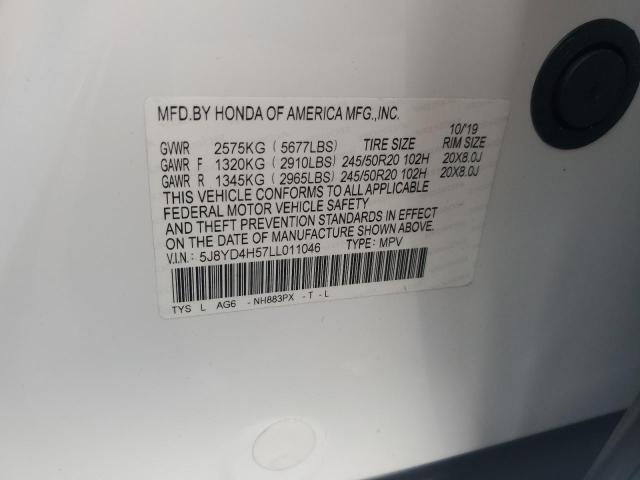 MFD.BY HONDA OF AMERICA MFG.,INC.
10/'19
GVWR 2575KG ( 5677LBS) TIRE SIZE RIM SIZE
GAWR F 1320KG ( 2910LBS) 245/50R20 102H 20X8.0J
GAWR R 1345KG ( 2965LBS) 245/50R20 102H 20X8.0J
THIS VEHICLE CONFORMS TO ALL APPLICABLE
FEDERAL MOTOR VEHICLE SAFETY
AND THEFT PREVENTION STANDARDS IN EFFECT
ON THE DATE OF MANUFACTURE SHOWN ABOVE.
V.I.N.: 5J8YD4H57LL011046 TYPE: MPV
TYS L AG6 -NH883PX -T -L